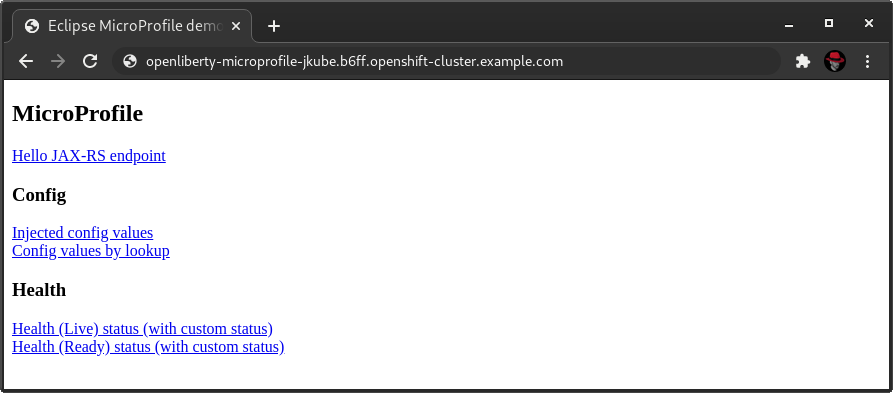 Eclipse MicroProfile demo
openliberty-microprofile-jkube.b6ff.openshift-cluster.example.com
MicroProfile
Hello JAX-RS endpoint
Config
Injected config values
Config values by lookup
Health
Health (Live) status (with custom status)
Health (Ready) status (with custom status)